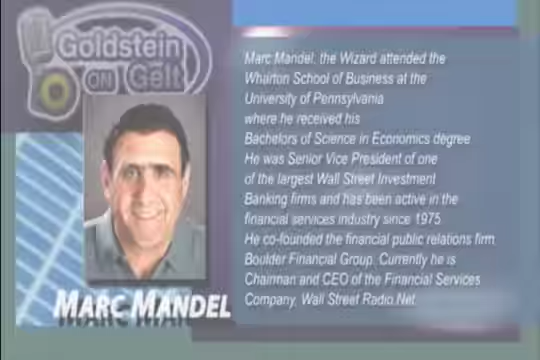 Goldstein
ON
Gelt
Marc Mandel, the Wizard attended the
Wharton School of Business at the
University of Pennsylvania
where he received his
Bachelors of Science in Economics degree
He was Senior Vice President of one
of the largest Wall Street Investment
Banking firms and has been active in the
financial services industry since 1975
He co-founded the financial public relations firm
Boulder Financial Group. Currently he is
Chairman and CEO of the Financial Services
Company, Wall Street Radio.Net
MARC MANDEL